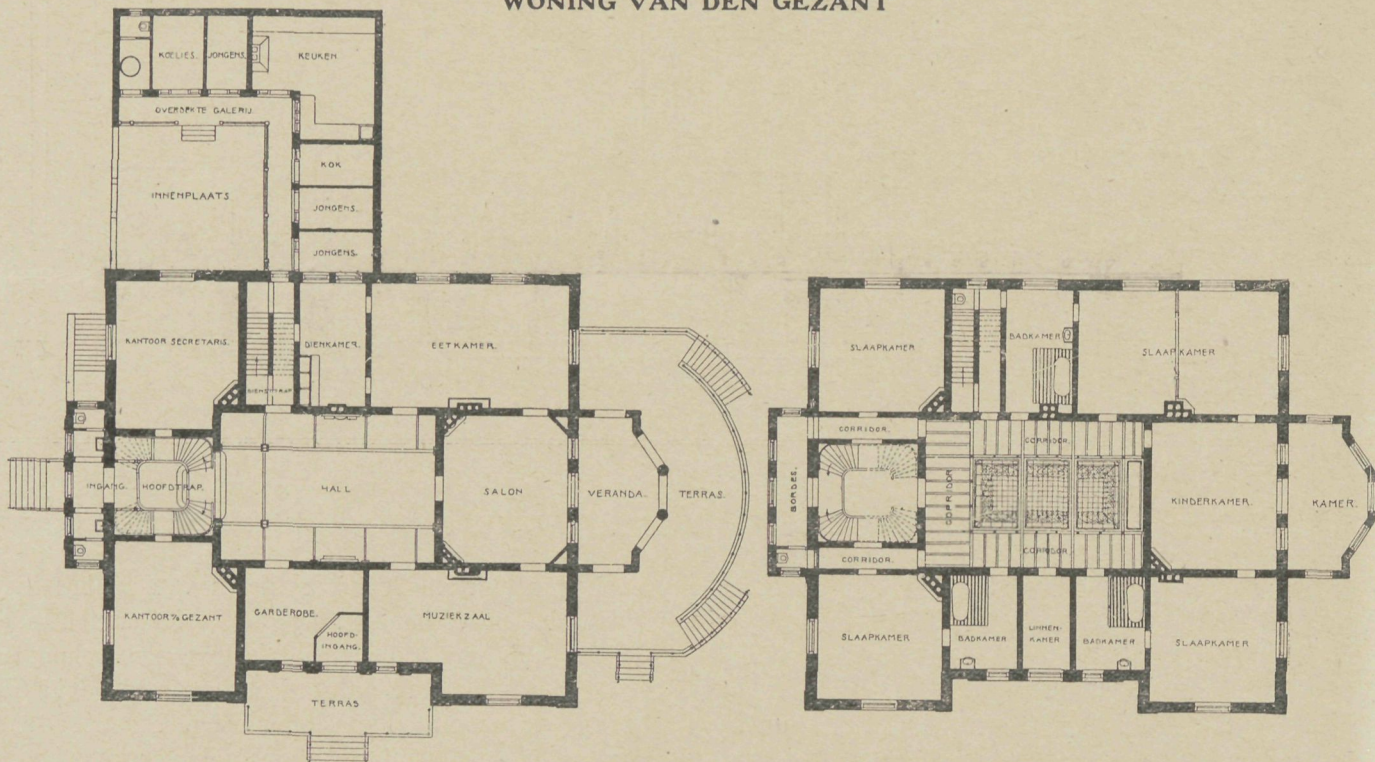 WONING VAN DEN GEZANT
KOELIES.
JONGENS.
KEUKEN
OVERDEKTE GALERIJ.
INNENPLAATS
KOK
JONGENS.
JONGENS.
KANTOOR SECRETARIS.
DIENSTTRAP
DIENKAMER.
EETKAMER.
INGANG.
HOOFDTRAP.
HALL
SALON
VERANDA.
TERRAS.
KANTOOR V/D GEZANT
GARDEROBE.
HOOFD-
INGANG.
MUZIEKZAAL
TERRAS
SLAAPKAMER
BADKAMER
SLAAPKAMER
CORRIDOR.
CORRIDOR.
BORDES.
CORRIDOR
KINDERKAMER.
KAMER.
CORRIDOR.
CORRIDOR.
SLAAPKAMER
BADKAMER
LINNEN-
KAMER
BADKAMER
SLAAPKAMER